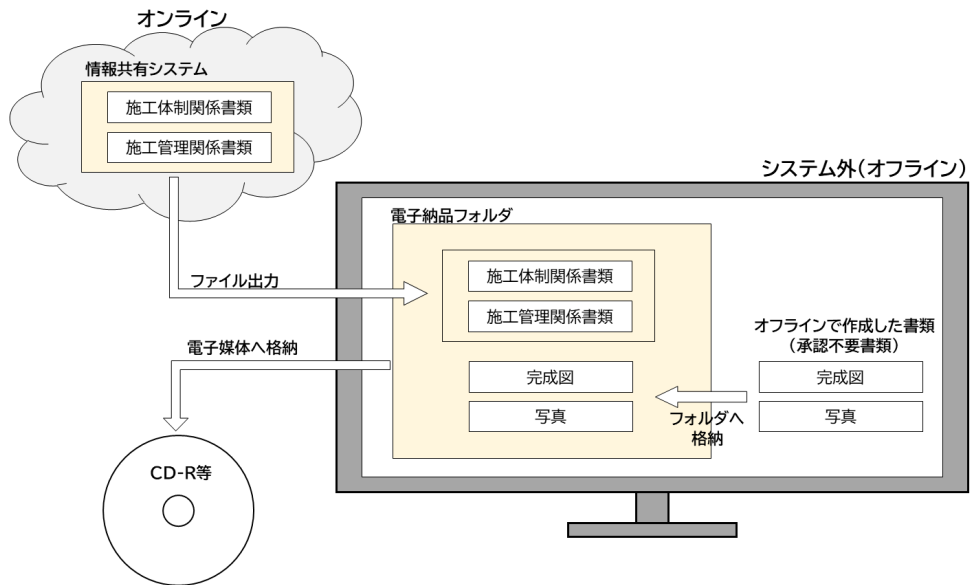 オンライン
情報共有システム
施工体制関係書類
施工管理関係書類
システム外(オフライン)
電子納品フォルダ
施工体制関係書類
施工管理関係書類
ファイル出力
オフラインで作成した書類
(承認不要書類)
電子媒体へ格納
完成図
写真
フォルダへ
格納
完成図
写真
CD-R等